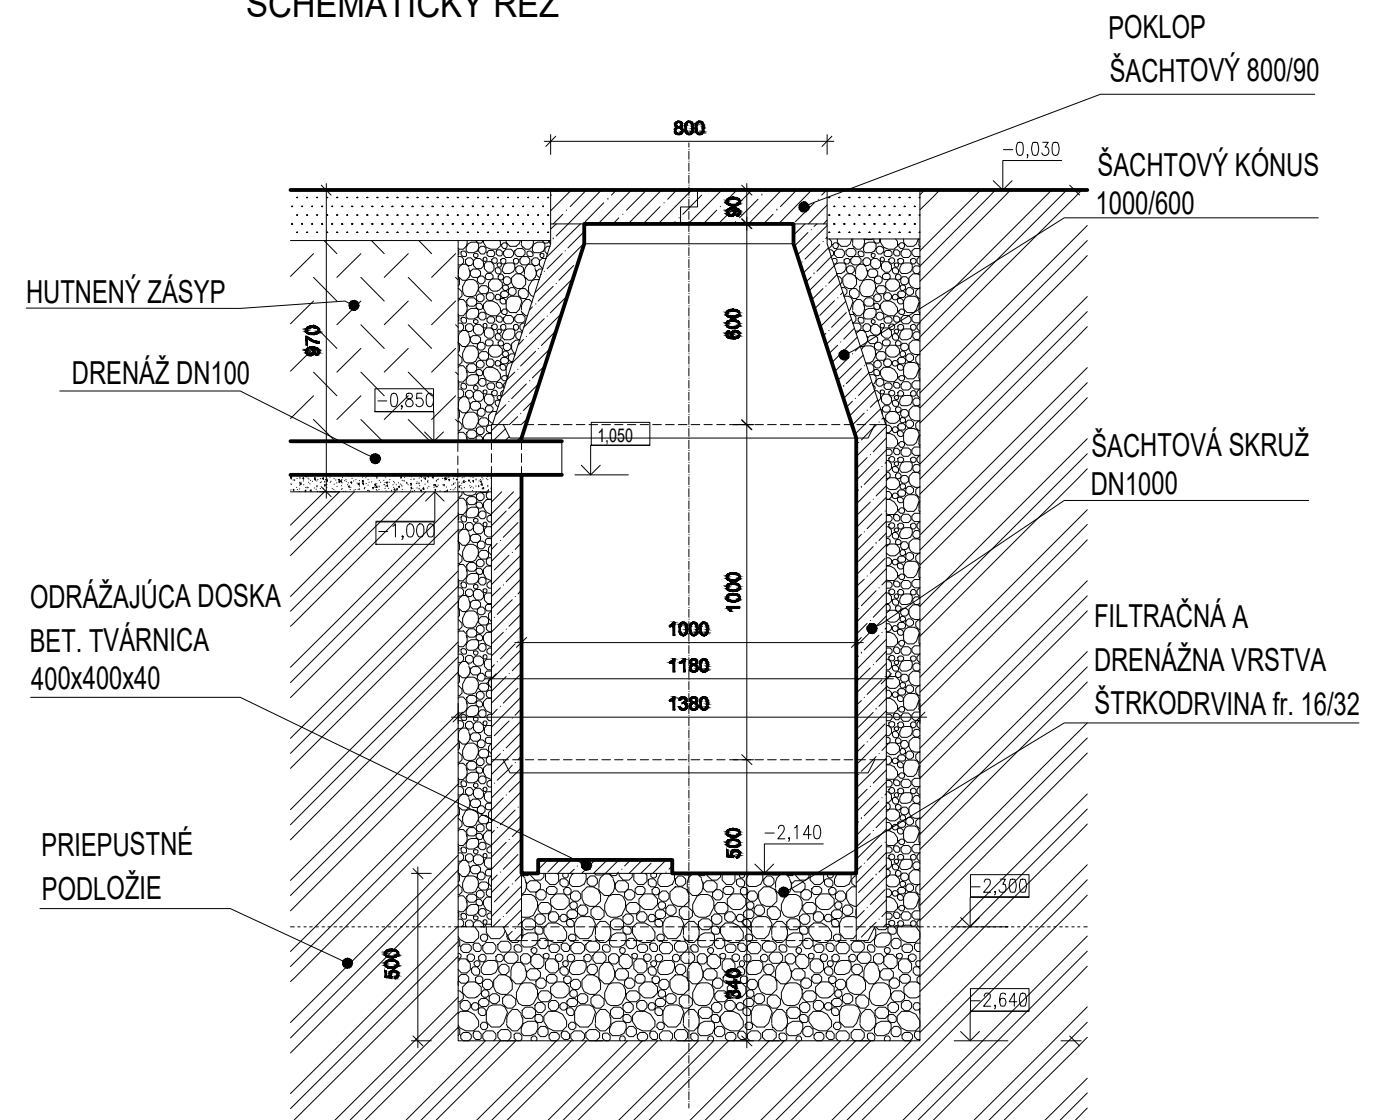 SCHEMATICKÝ REZ
POKLOP
ŠACHTOVÝ 800/90
800
-0,030
ŠACHTOVÝ KÓNUS
1000/600
90
HUTNENÝ ZÁSYP
600
970
DRENÁŽ DN100
-0,850
1,050
ŠACHTOVÁ SKRUŽ
DN1000
-1,000
ODRÁŽAJÚCA DOSKA
BET. TVÁRNICA
400x400x40
1000
1000
1180
1380
FILTRAČNÁ A
DRENÁŽNA VRSTVA
ŠTRKODRVINA fr. 16/32
PRIEPUSTNÉ
PODLOŽIE
500
-2,140
-2,300
500
340
-2,640